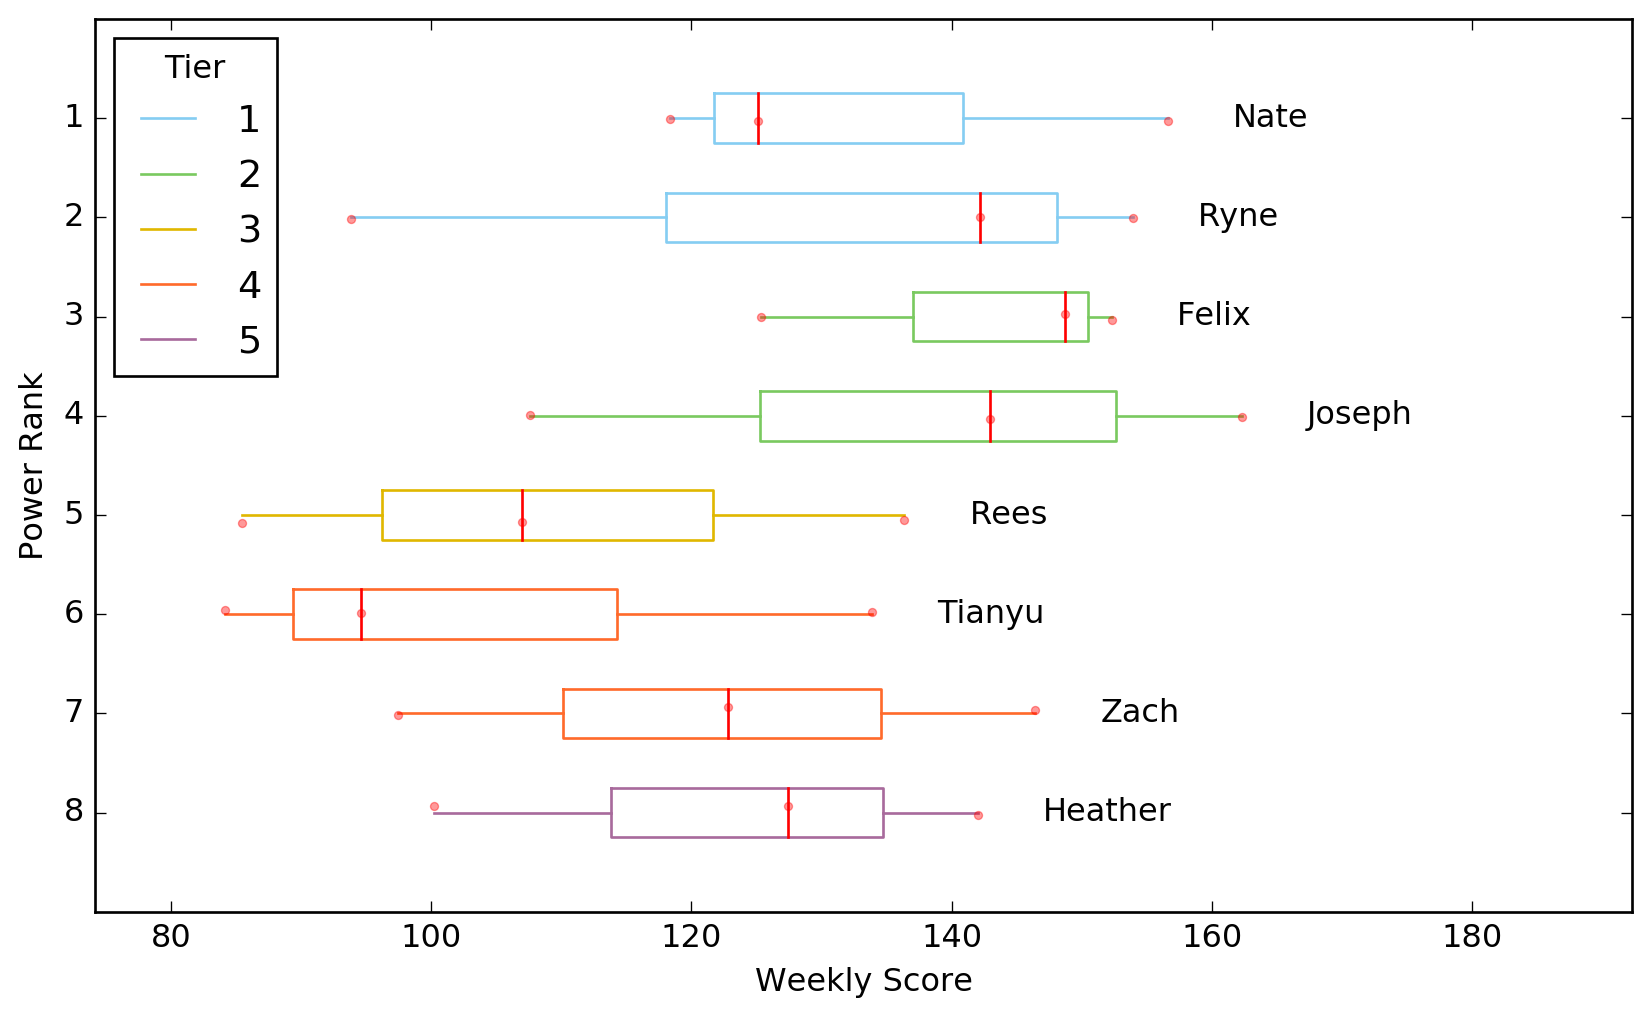 Tier
1
2
3
4
5
Power Rank
1
Nate
2
Ryne
3
Felix
4
Joseph
5
Rees
6
Tianyu
7
Zach
8
Heather
80 100 120 140 160 180
Weekly Score